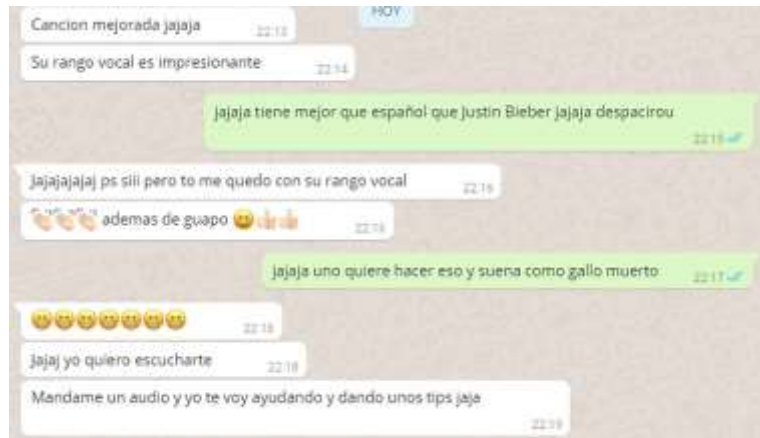 HOY
Cancion mejorada jajaja
22:13
Su rango vocal es impresionante
22:14
jajaja tiene mejor que español que Justin Bieber jajaja despacirou
22:15
Jajajajajaj ps siii pero to me quedo con su rango vocal
22:16
ademas de guapo
22:16
jajaja uno quiere hacer eso y suena como gallo muerto
22:17
22:18
Jajaj yo quiero escucharte
22:18
Mandame un audio y yo te voy ayudando y dando unos tips jaja
22:19